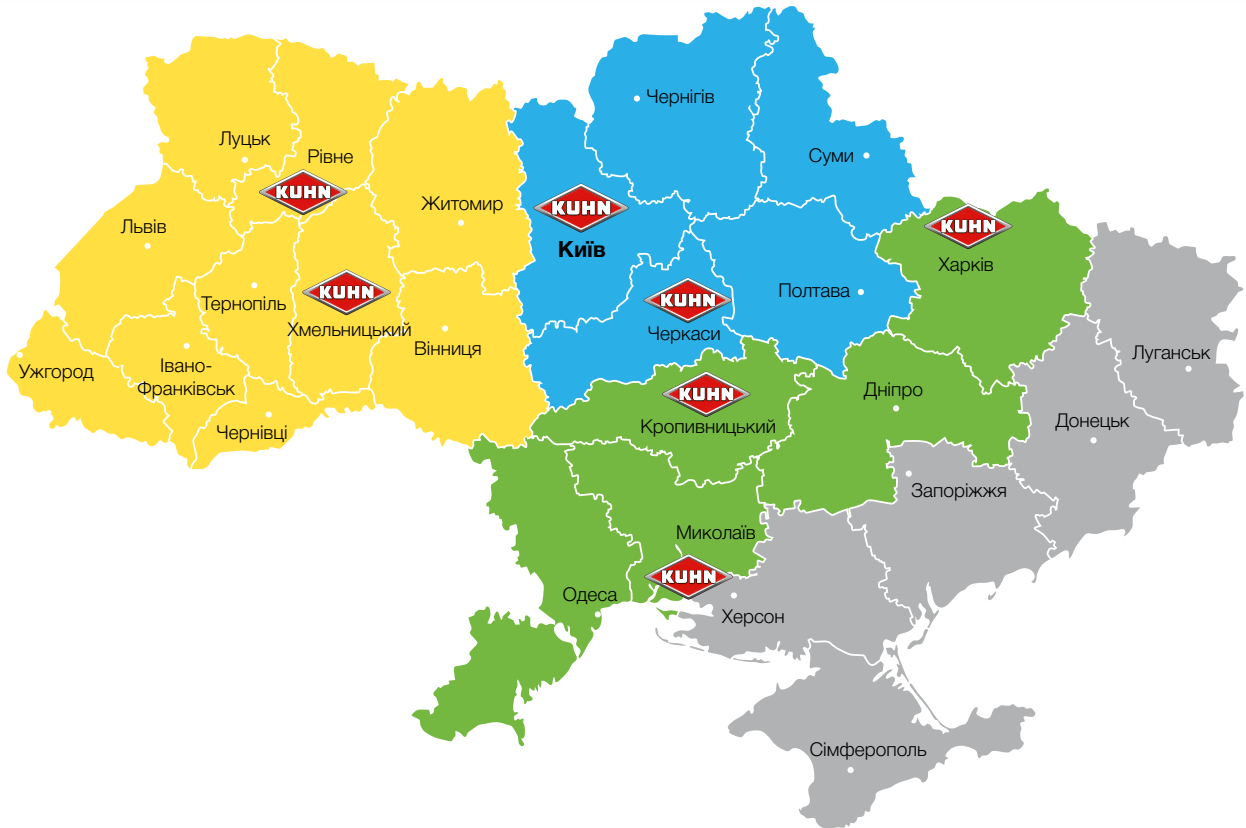 Чернігів
Луцьк
Рівне
Суми
KUHN
Житомир
KUHN
Львів
KUHN
Київ
Харків
Тернопіль
KUHN
Хмельницький
KUHN
Черкаси
Полтава
Вінниця
Ужгород
Івано-
Франківськ
Луганськ
KUHN
Кропивницький
Дніпро
Чернівці
Донецьк
Запоріжжя
Миколаїв
KUHN
Одеса
Херсон
Сімферополь